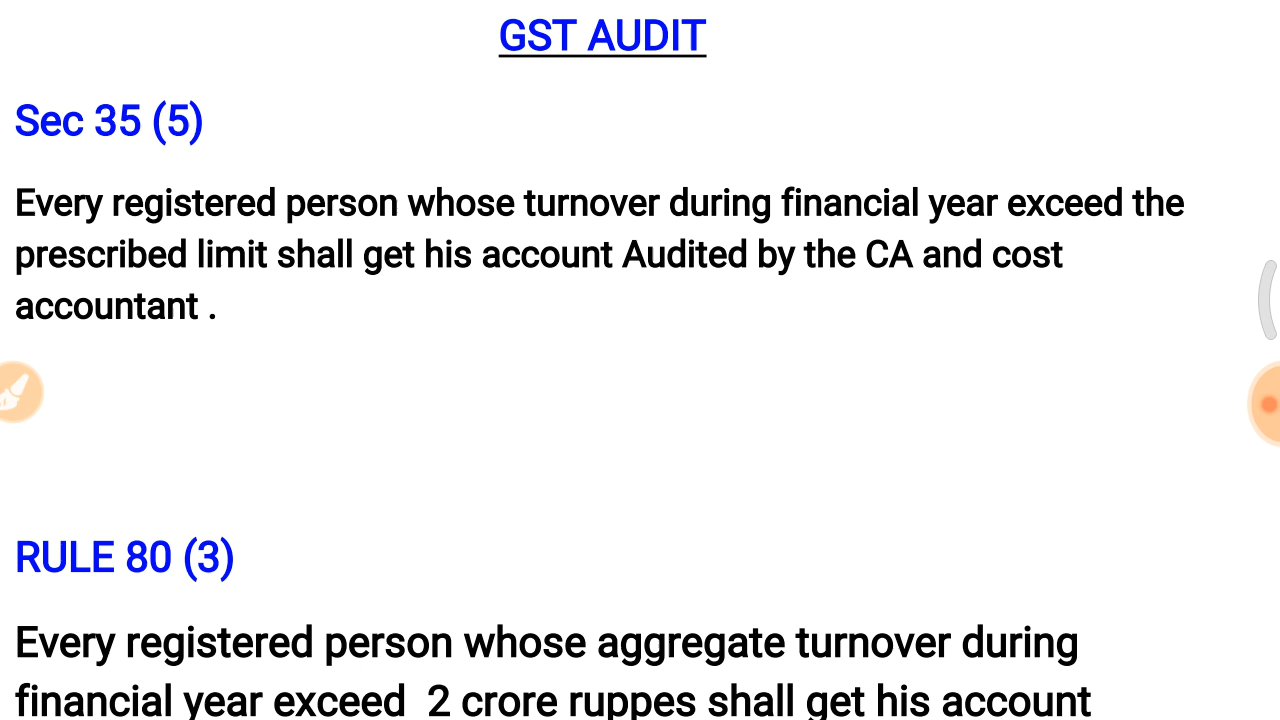 GST AUDIT
Sec 35 (5)
Every registered person whose turnover during financial year exceed the
prescribed limit shall get his account Audited by the CA and cost
accountant .
RULE 80 (3)
Every registered person whose aggregate turnover during
financial year exceed  2 crore ruppes shall get his account